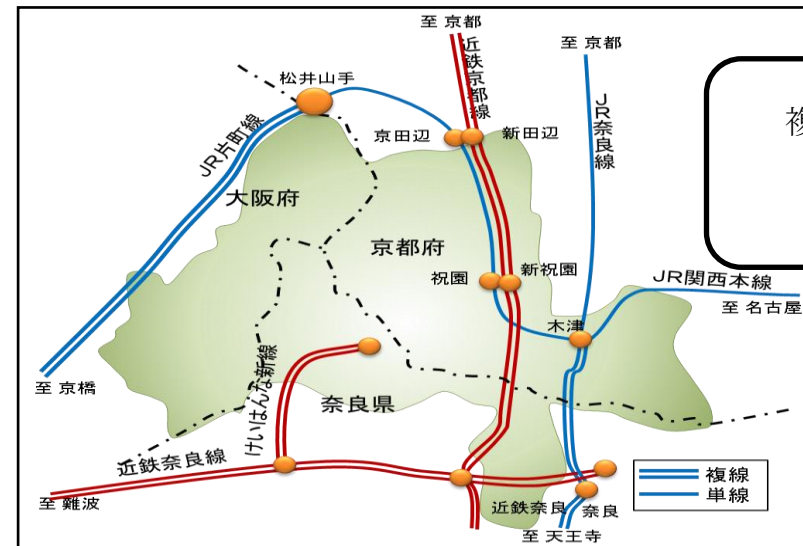 至 京都
至 京都
松井山手
近鉄京都線
複
京田辺
新田辺
JR奈良線
JR片町線
大阪府
京都府
祝園
新祝園
JR関西本線
至 名古屋
木津
けいはんな新線
至 京橋
奈良県
近鉄奈良線
複線
単線
至 難波
近鉄奈良
奈良
至 天王寺